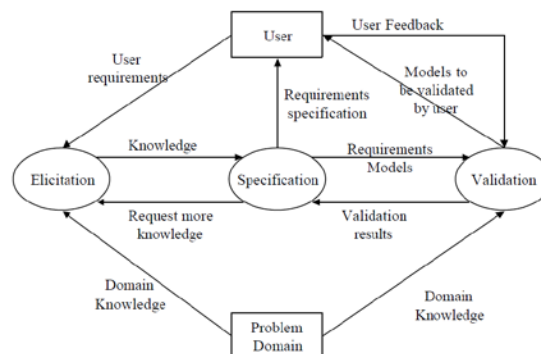 User
User Feedback
User
requirements
Models to
be validated
by user
Requirements
specification
Knowledge
Requirements
Models
Elicitation
Specification
Validation
Request more
knowledge
Validation
results
Domain
Knowledge
Domain
Knowledge
Problem
Domain